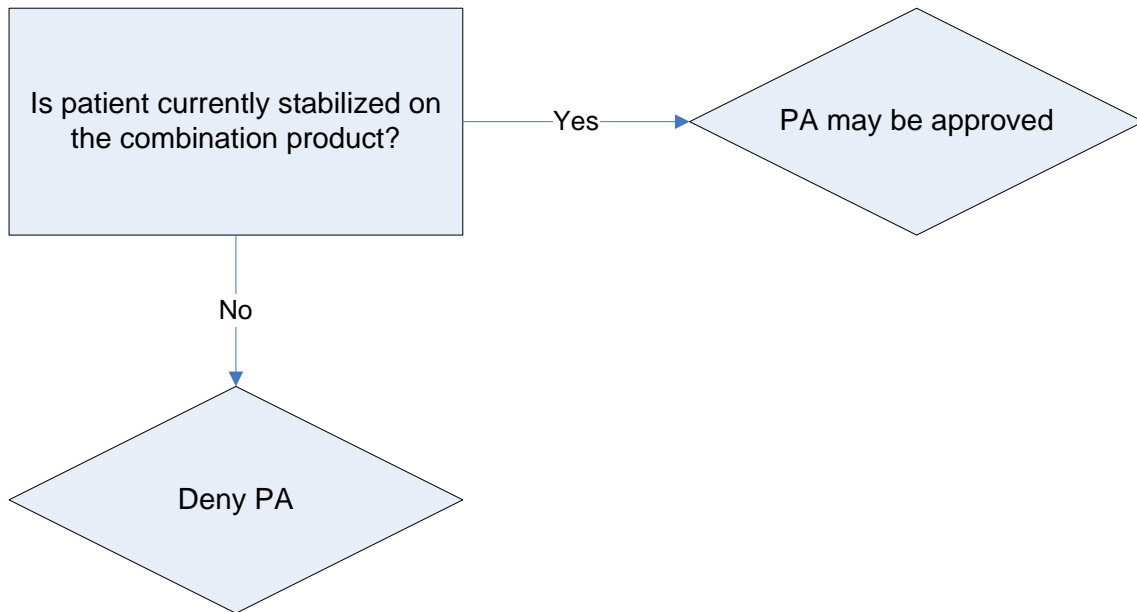 Is patient currently stabilized on
the combination product?
Yes
PA may be approved
No
Deny PA